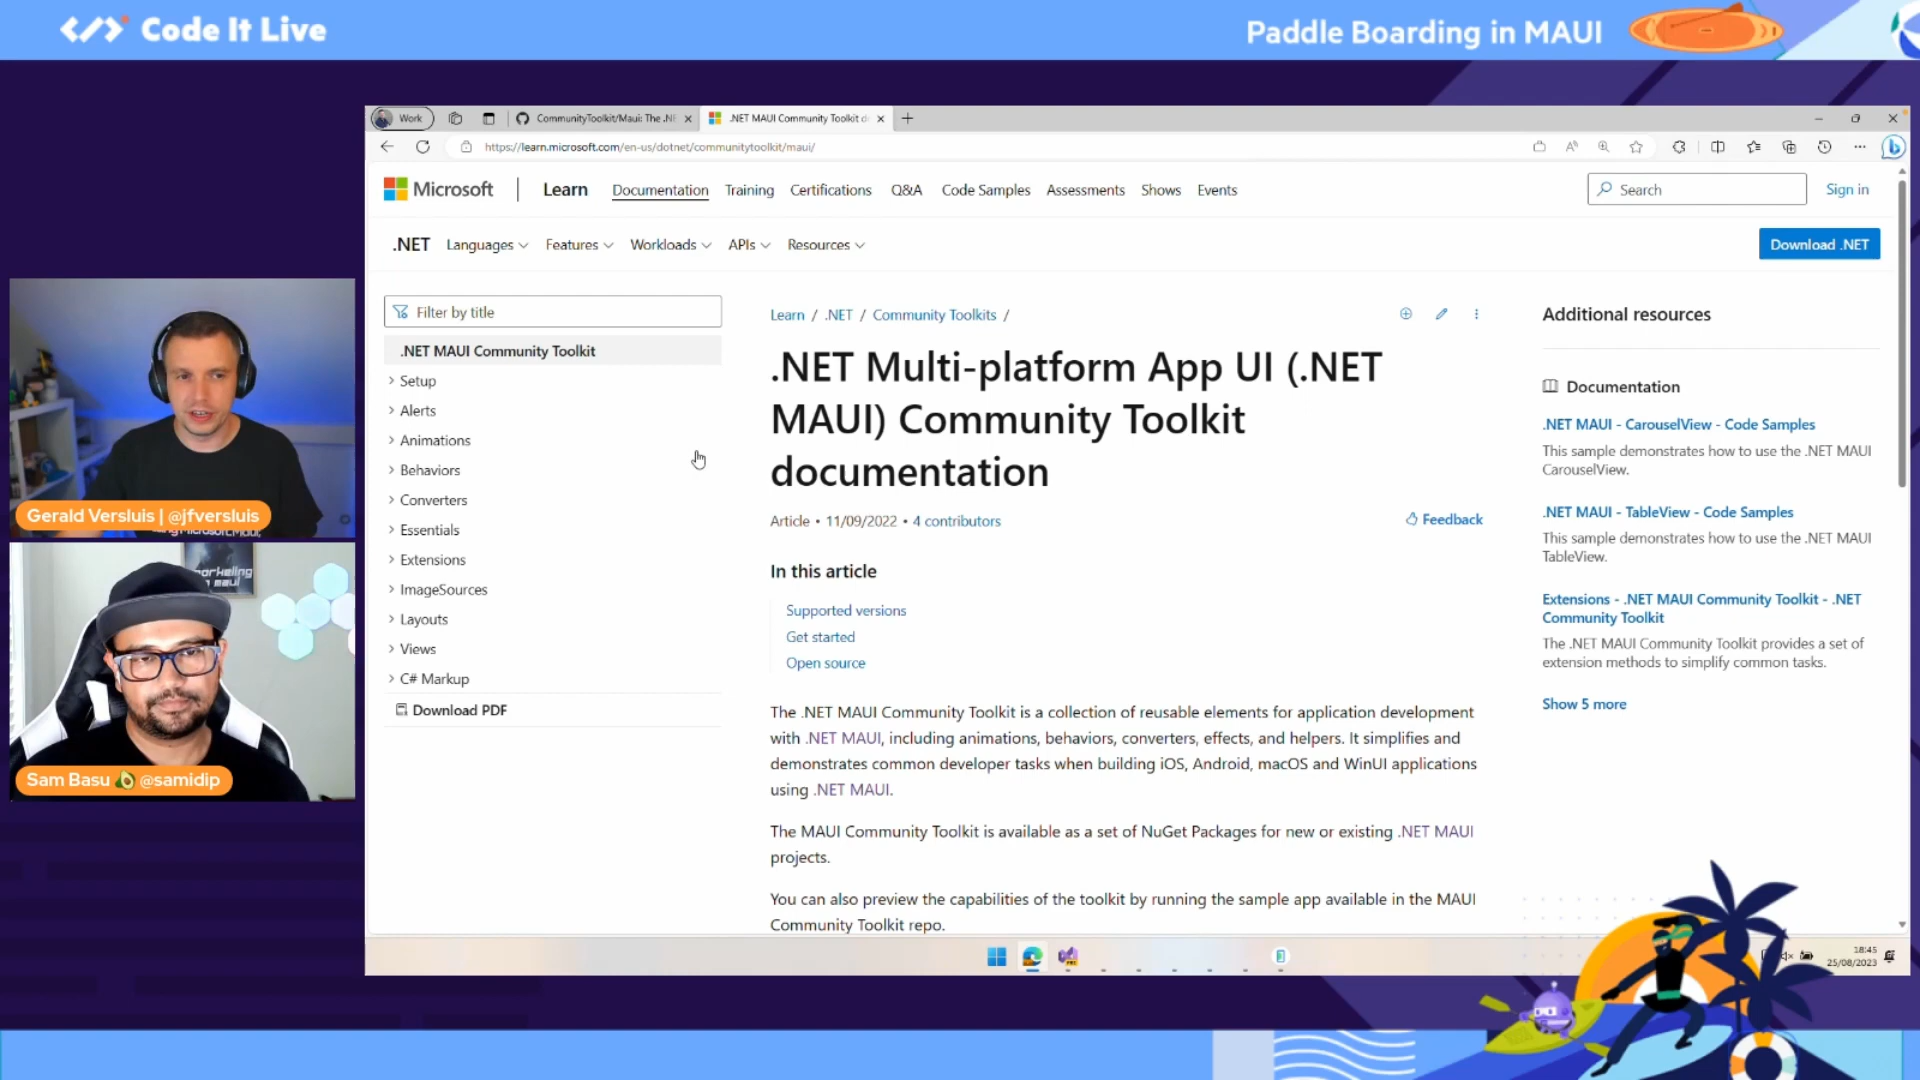 Code It Live
Paddle Boarding in MAUI
Work
CommunityToolkit/Maui: The .NE
.NET MAUI Community Toolkit d
https://learn.microsoft.com/en-us/dotnet/communitytoolkit/maui/
Microsoft
Learn
Documentation
Training
Certifications
Q&A
Code Samples
Assessments
Shows
Events
Search
Sign in
.NET
Languages
Features
Workloads
APIs
Resources
Download .NET
Filter by title
.NET MAUI Community Toolkit
Setup
Alerts
Animations
Behaviors
Converters
Essentials
Extensions
ImageSources
Layouts
Views
C# Markup
Download PDF
Learn / .NET / Community Toolkits /
.NET Multi-platform App UI (.NET
MAUI) Community Toolkit
documentation
Article • 11/09/2022 • 4 contributors
Feedback
In this article
Supported versions
Get started
Open source
The .NET MAUI Community Toolkit is a collection of reusable elements for application development
with .NET MAUI, including animations, behaviors, converters, effects, and helpers. It simplifies and
demonstrates common developer tasks when building iOS, Android, macOS and WinUI applications
using .NET MAUI.
The MAUI Community Toolkit is available as a set of NuGet Packages for new or existing .NET MAUI
projects.
You can also preview the capabilities of the toolkit by running the sample app available in the MAUI
Community Toolkit repo.
Additional resources
Documentation
.NET MAUI - CarouselView - Code Samples
This sample demonstrates how to use the .NET MAUI
CarouselView.
.NET MAUI - TableView - Code Samples
This sample demonstrates how to use the .NET MAUI
TableView.
Extensions - .NET MAUI Community Toolkit - .NET
Community Toolkit
The .NET MAUI Community Toolkit provides a set of
extension methods to simplify common tasks.
Show 5 more
Gerald Versluis | @jfversluis
Microsoft
in maui
Sam Basu 🥑 @samidip
18:45
25/08/2023